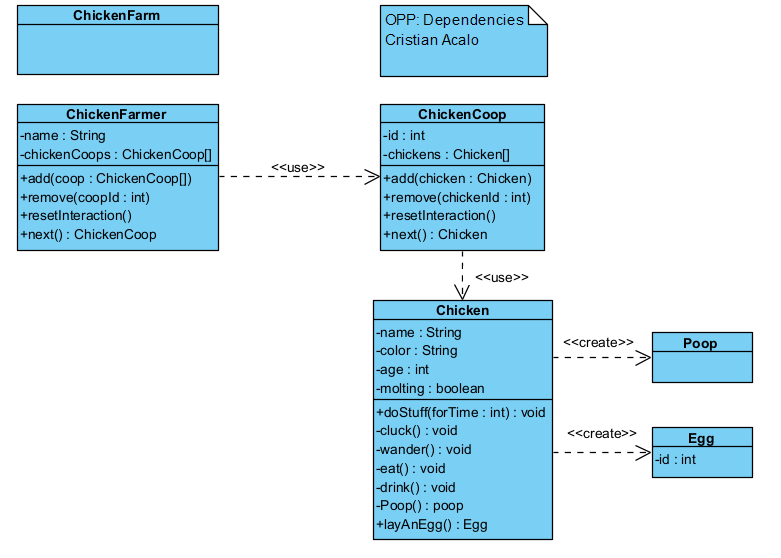 ChickenFarm
OPP: Dependencies
Cristian Acalo
ChickenFarmer
-name : String
-chickenCoops : ChickenCoop[]
+add(coop : ChickenCoop[])
+remove(coopId : int)
+resetInteraction()
+next() : ChickenCoop
<<use>>
ChickenCoop
-id : int
-chickens : Chicken[]
+add(chicken : Chicken)
+remove(chickenId : int)
+resetInteraction()
+next() : Chicken
<<use>>
Chicken
-name : String
-color : String
-age : int
-molting : boolean
+doStuff(forTime : int) : void
-cluck() : void
-wander() : void
-eat() : void
-drink() : void
-Poop() : poop
+layAnEgg() : Egg
<<create>>
Poop
<<create>>
Egg
-id : int